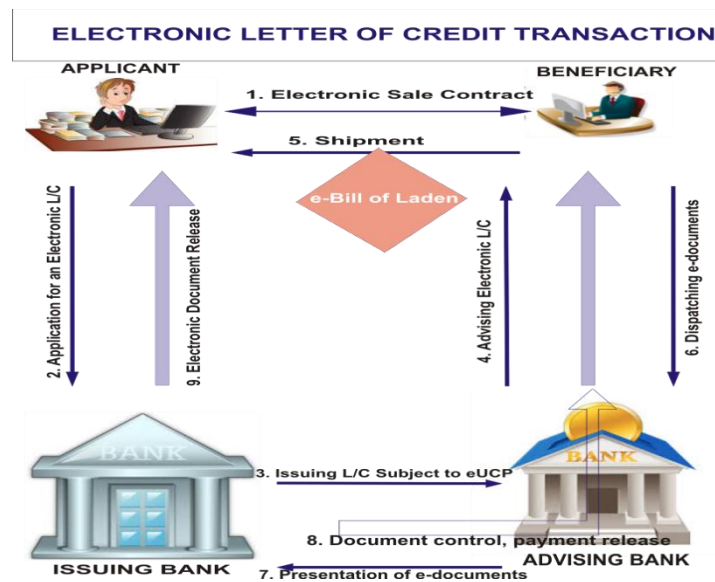 ELECTRONIC LETTER OF CREDIT TRANSACTION
APPLICANT
BENEFICIARY
1. Electronic Sale Contract
5. Shipment
e-Bill of Laden
2. Application for an Electronic L/C
9. Electronic Document Release
4. Advising Electronic L/C
6. Dispatching e-documents
BANK
BANK
3. Issuing L/C Subject to eUCP
8. Document control, payment release
ISSUING BANK
ADVISING BANK
7. Presentation of e-documents